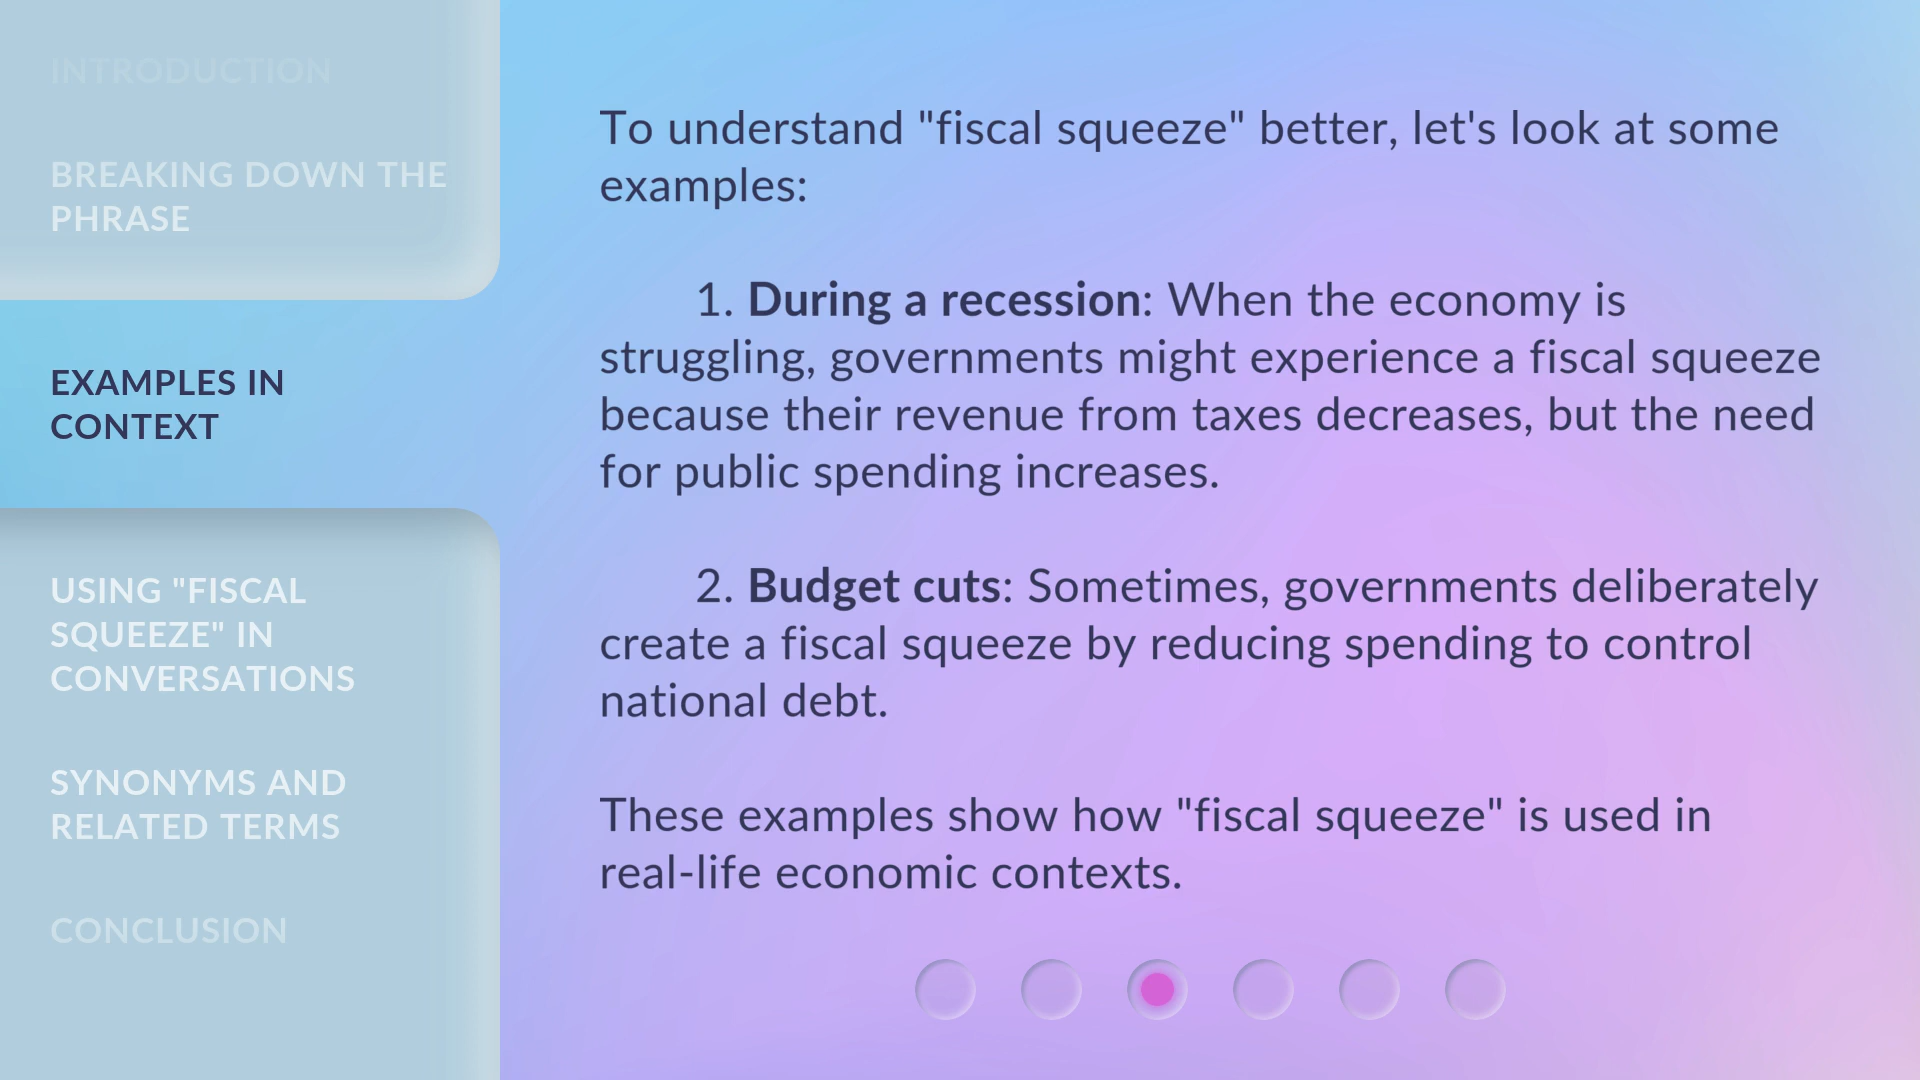 INTRODUCTION
BREAKING DOWN THE
PHRASE
EXAMPLES IN
CONTEXT
USING "FISCAL
SQUEEZE" IN
CONVERSATIONS
SYNONYMS AND
RELATED TERMS
CONCLUSION
To understand "fiscal squeeze" better, let's look at some
examples:
1. During a recession: When the economy is
struggling, governments might experience a fiscal squeeze
because their revenue from taxes decreases, but the need
for public spending increases.
2. Budget cuts: Sometimes, governments deliberately
create a fiscal squeeze by reducing spending to control
national debt.
These examples show how "fiscal squeeze" is used in
real-life economic contexts.